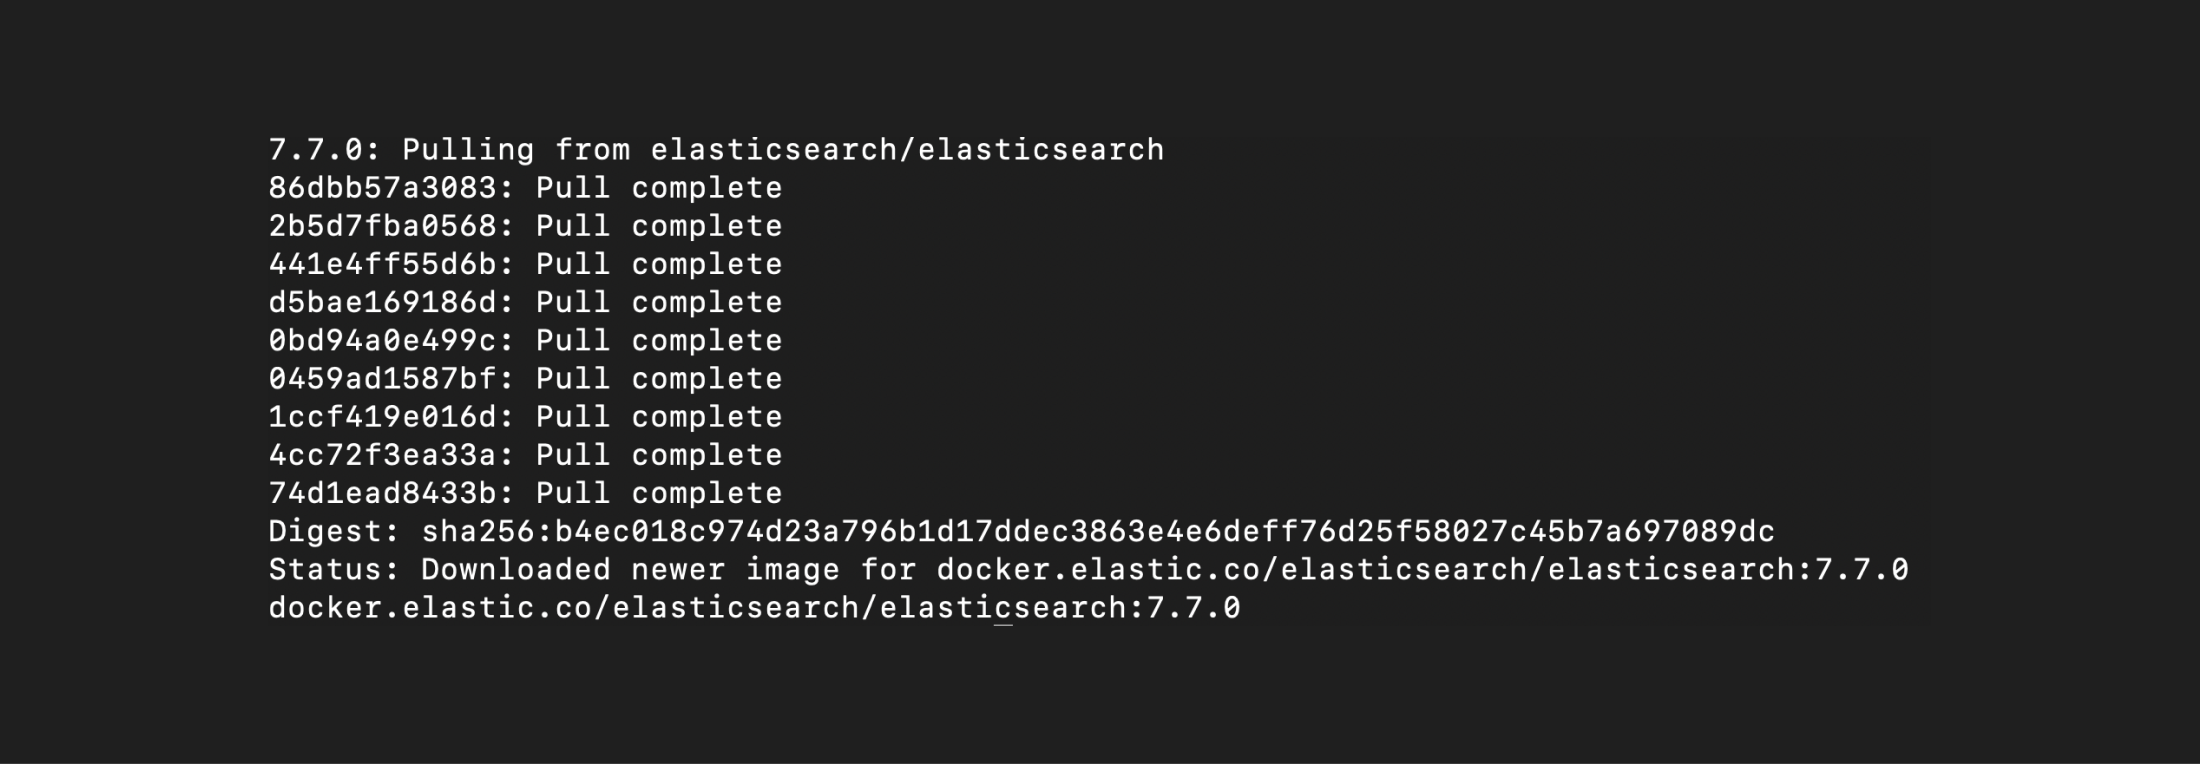 7.7.0: Pulling from elasticsearch/elasticsearch
86dbb57a3083: Pull complete
2b5d7fba0568: Pull complete
441e4ff55d6b: Pull complete
d5bae169186d: Pull complete
0bd94a0e499c: Pull complete
0459ad1587bf: Pull complete
1ccf419e016d: Pull complete
4cc72f3ea33a: Pull complete
74d1ead8433b: Pull complete
Digest: sha256:b4ec018c974d23a796b1d17ddec3863e4e6deff76d25f58027c45b7a697089dc
Status: Downloaded newer image for docker.elastic.co/elasticsearch/elasticsearch:7.7.0
docker.elastic.co/elasticsearch/elasticsearch:7.7.0